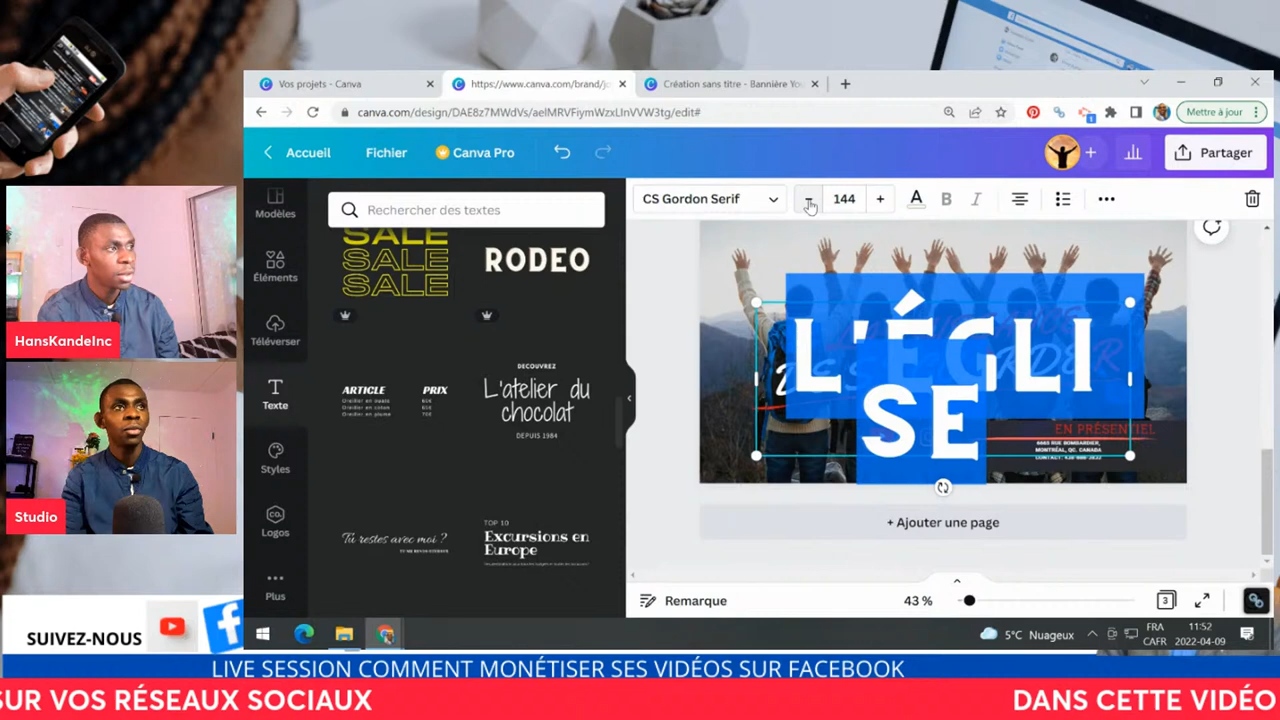 Vos projets - Canva
https://www.canva.com/brand/jo
Création sans titre - Bannière You
canva.com/design/DAE8z7MWdVs/aelMRVFiymWzxLlnVVW3tg/edit#
Mettre à jour
Accueil
Fichier
Canva Pro
Partager
Modèles
Éléments
Téléverser
Texte
Styles
Logos
Plus
Rechercher des textes
CS Gordon Serif
144
A
B
I
SALE
SALE
SALE
RODEO
ARTICLE PRIX
DECOUVREZ
L'atelier du
chocolat
DEPUIS 1984
Tu restes avec moi ?
TOP 10
Excursions en
Europe
L'ÉGLI
SE
EN PRÉSENTIEL
6665 RUE BOMBARDIER,
MONTRÉAL, QC. CANADA
+ Ajouter une page
Remarque
43 %
3
5°C Nuageux
FRA
CAFR
11:52
2022-04-09
HansKandeInc
Studio
SUIVEZ-NOUS
LIVE SESSION COMMENT MONÉTISER SES VIDÉOS SUR FACEBOOK
SUR VOS RÉSEAUX SOCIAUX
DANS CETTE VIDÉO